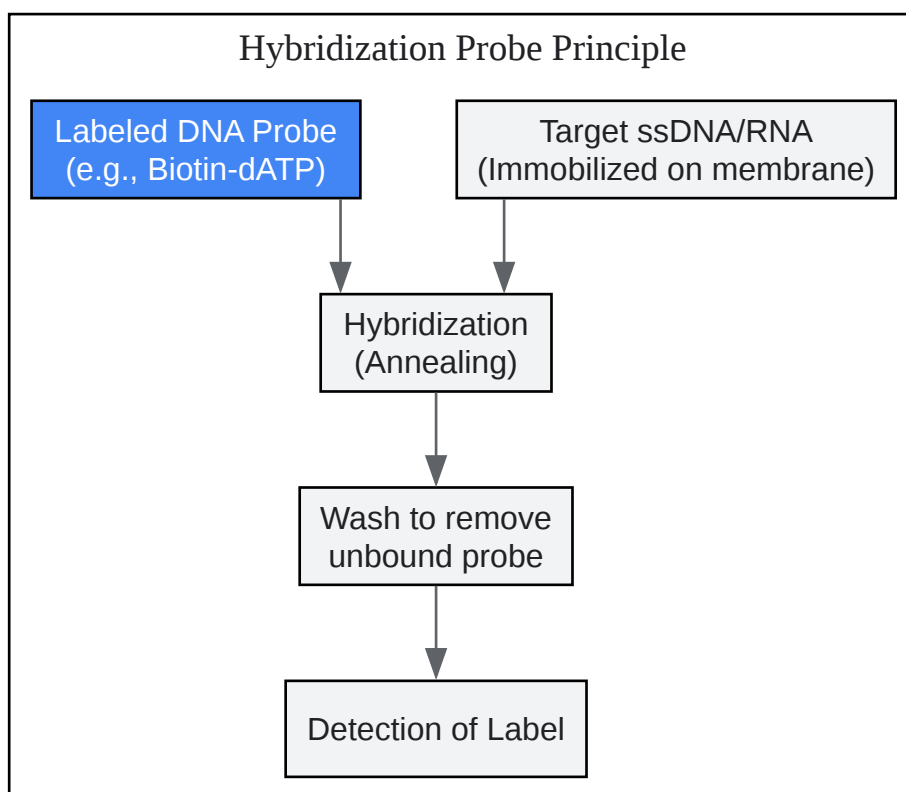 Hybridization Probe Principle
Labeled DNA Probe
(e.g., Biotin-dATP)
Target ssDNA/RNA
(Immobilized on membrane)
Hybridization
(Annealing)
Wash to remove
unbound probe
Detection of Label